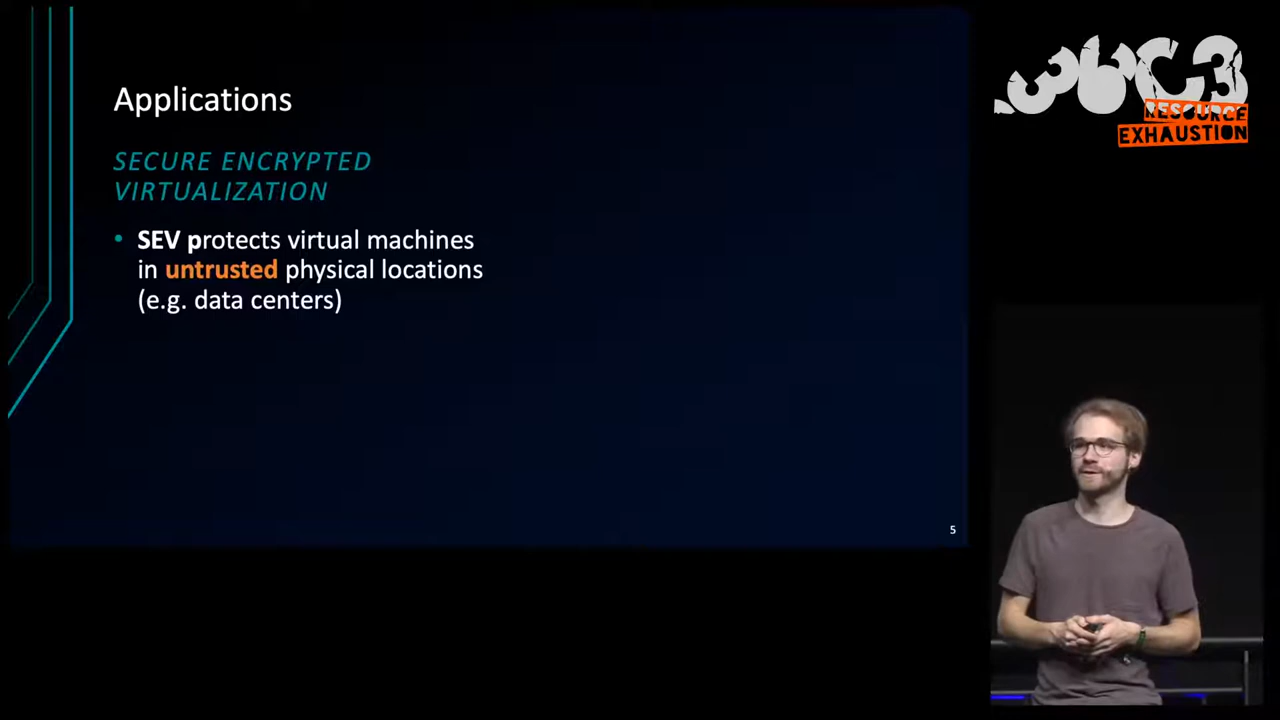 Applications
SECURE ENCRYPTED
VIRTUALIZATION
• SEV protects virtual machines
in untrusted physical locations
(e.g. data centers)
5
36C3
RESOURCE
EXHAUSTION